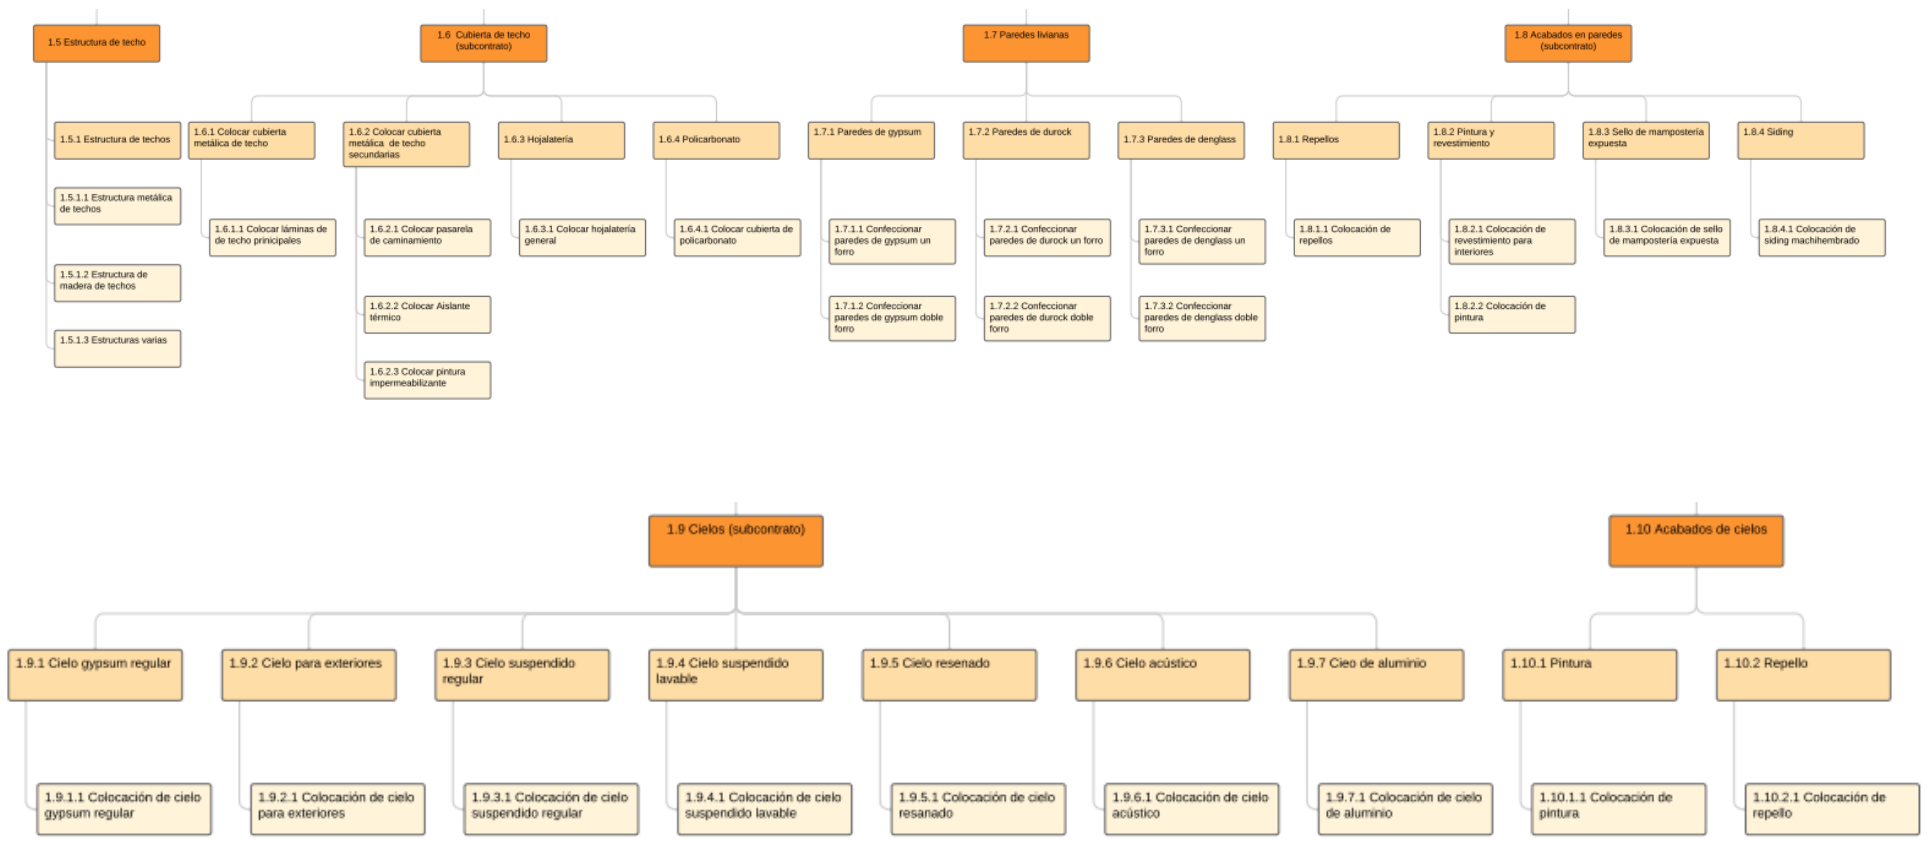 1.5 Estructura de techo
1.6 Cubierta de techo
(subcontrato)
1.7 Paredes livianas
1.8 Acabados en paredes
(subcontrato)
1.5.1 Estructura de techos
1.6.1 Colocar cubierta
metálica de techo
1.6.2 Colocar cubierta
metálica de techo
secundarias
1.6.3 Hojalatería
1.6.4 Policarbonato
1.7.1 Paredes de gypsum
1.7.2 Paredes de durock
1.7.3 Paredes de denglass
1.8.1 Repellos
1.8.2 Pintura y
revestimiento
1.8.3 Sello de mampostería
expuesta
1.8.4 Siding
1.5.1.1 Estructura metálica
de techos
1.6.1.1 Colocar láminas de
de techo prinicipales
1.6.2.1 Colocar pasarela
de caminamiento
1.6.3.1 Colocar hojalatería
general
1.6.4.1 Colocar cubierta de
policarbonato
1.7.1.1 Confeccionar
paredes de gypsum un
forro
1.7.2.1 Confeccionar
paredes de durock un forro
1.7.3.1 Confeccionar
paredes de denglass un
forro
1.8.1.1 Colocación de
repellos
1.8.2.1 Colocación de
revestimiento para
interiores
1.8.3.1 Colocación de sello
de mampostería expuesta
1.8.4.1 Colocación de
siding machihembrado
1.5.1.2 Estructura de
madera de techos
1.6.2.2 Colocar Aislante
térmico
1.7.1.2 Confeccionar
paredes de gypsum doble
forro
1.7.2.2 Confeccionar
paredes de durock doble
forro
1.7.3.2 Confeccionar
paredes de denglass doble
forro
1.8.2.2 Colocación de
pintura
1.5.1.3 Estructuras varias
1.6.2.3 Colocar pintura
impermeabilizante
1.9 Cielos (subcontrato)
1.10 Acabados de cielos
1.9.1 Cielo gypsum regular
1.9.2 Cielo para exteriores
1.9.3 Cielo suspendido
regular
1.9.4 Cielo suspendido
lavable
1.9.5 Cielo resenado
1.9.6 Cielo acústico
1.9.7 Cieo de aluminio
1.10.1 Pintura
1.10.2 Repello
1.9.1.1 Colocación de cielo
gypsum regular
1.9.2.1 Colocación de cielo
para exteriores
1.9.3.1 Colocación de cielo
suspendido regular
1.9.4.1 Colocación de cielo
suspendido lavable
1.9.5.1 Colocación de cielo
resanado
1.9.6.1 Colocación de cielo
acústico
1.9.7.1 Colocación de cielo
de aluminio
1.10.1.1 Colocación de
pintura
1.10.2.1 Colocación de
repello